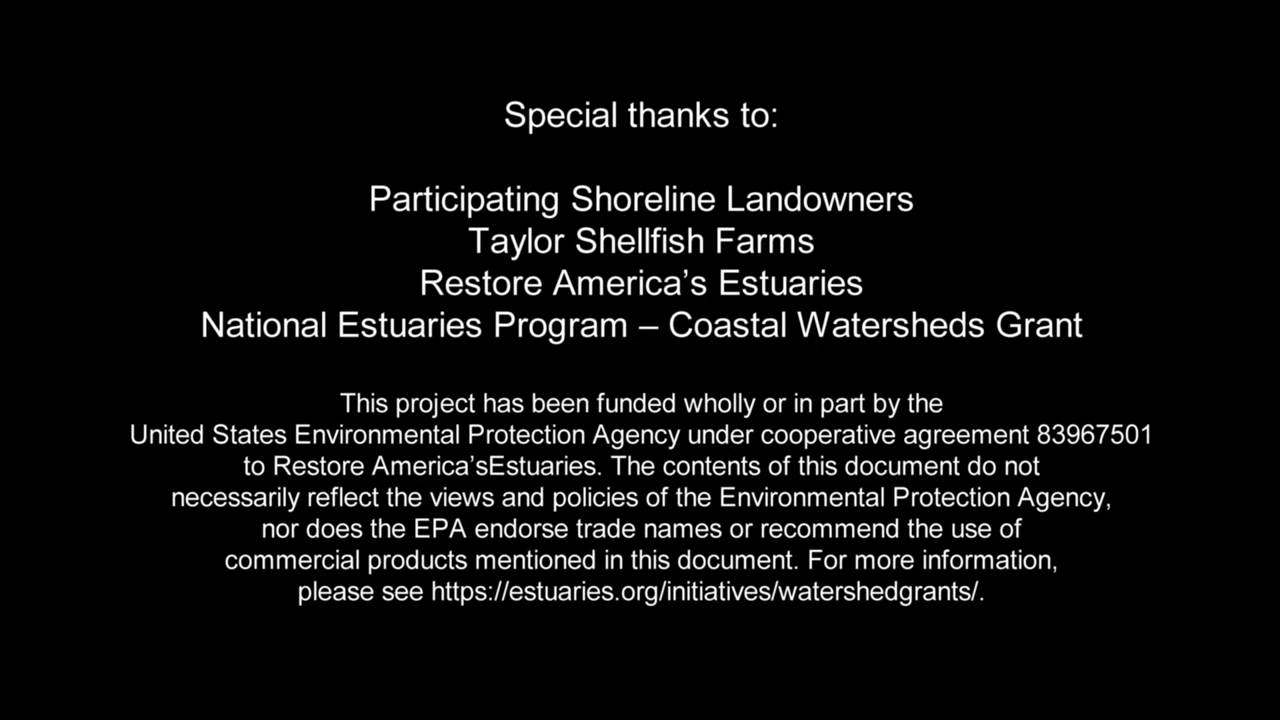 Special thanks to:
Participating Shoreline Landowners
Taylor Shellfish Farms
Restore America’s Estuaries
National Estuaries Program – Coastal Watersheds Grant
This project has been funded wholly or in part by the
United States Environmental Protection Agency under cooperative agreement 83967501
to Restore America’sEstuaries. The contents of this document do not
necessarily reflect the views and policies of the Environmental Protection Agency,
nor does the EPA endorse trade names or recommend the use of
commercial products mentioned in this document. For more information,
please see https://estuaries.org/initiatives/watershedgrants/.